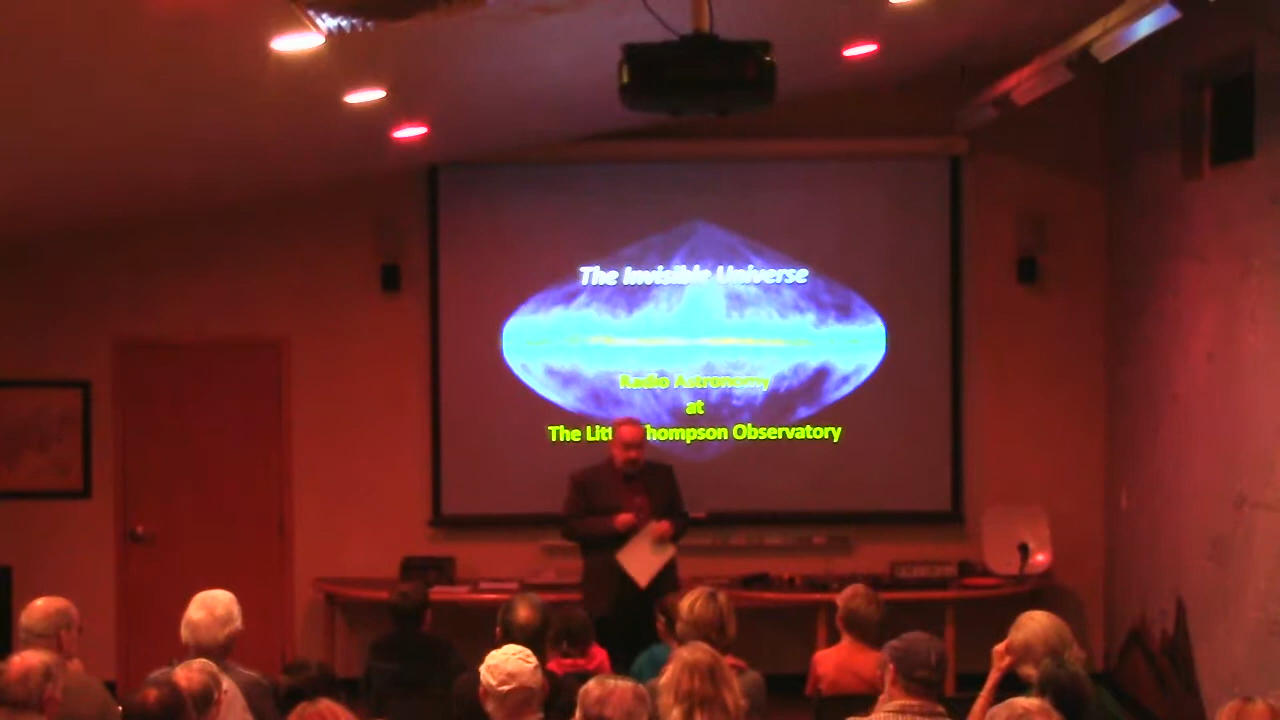 The Invisible Universe
Radio Astronomy
at
The Little Thompson Observatory